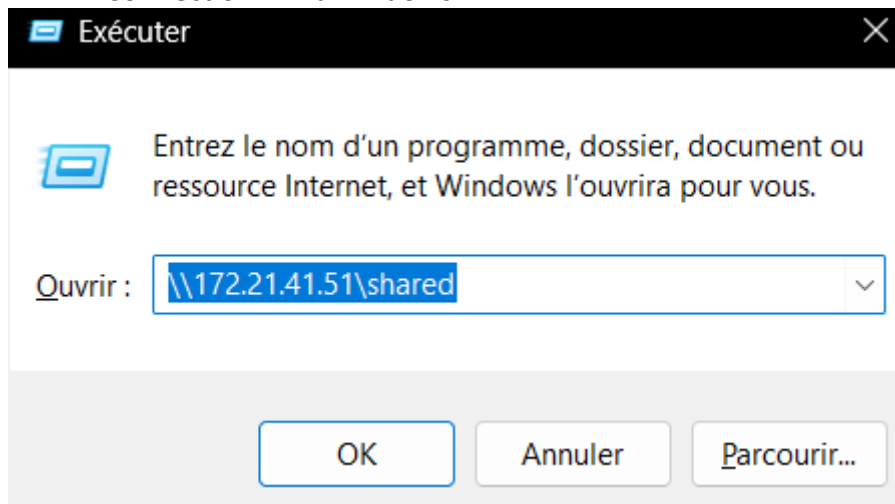 Exécuter
Entrez le nom d’un programme, dossier, document ou
ressource Internet, et Windows l’ouvrira pour vous.
Ouvrir : \\172.21.41.51\shared
OK Annuler Parcourir...